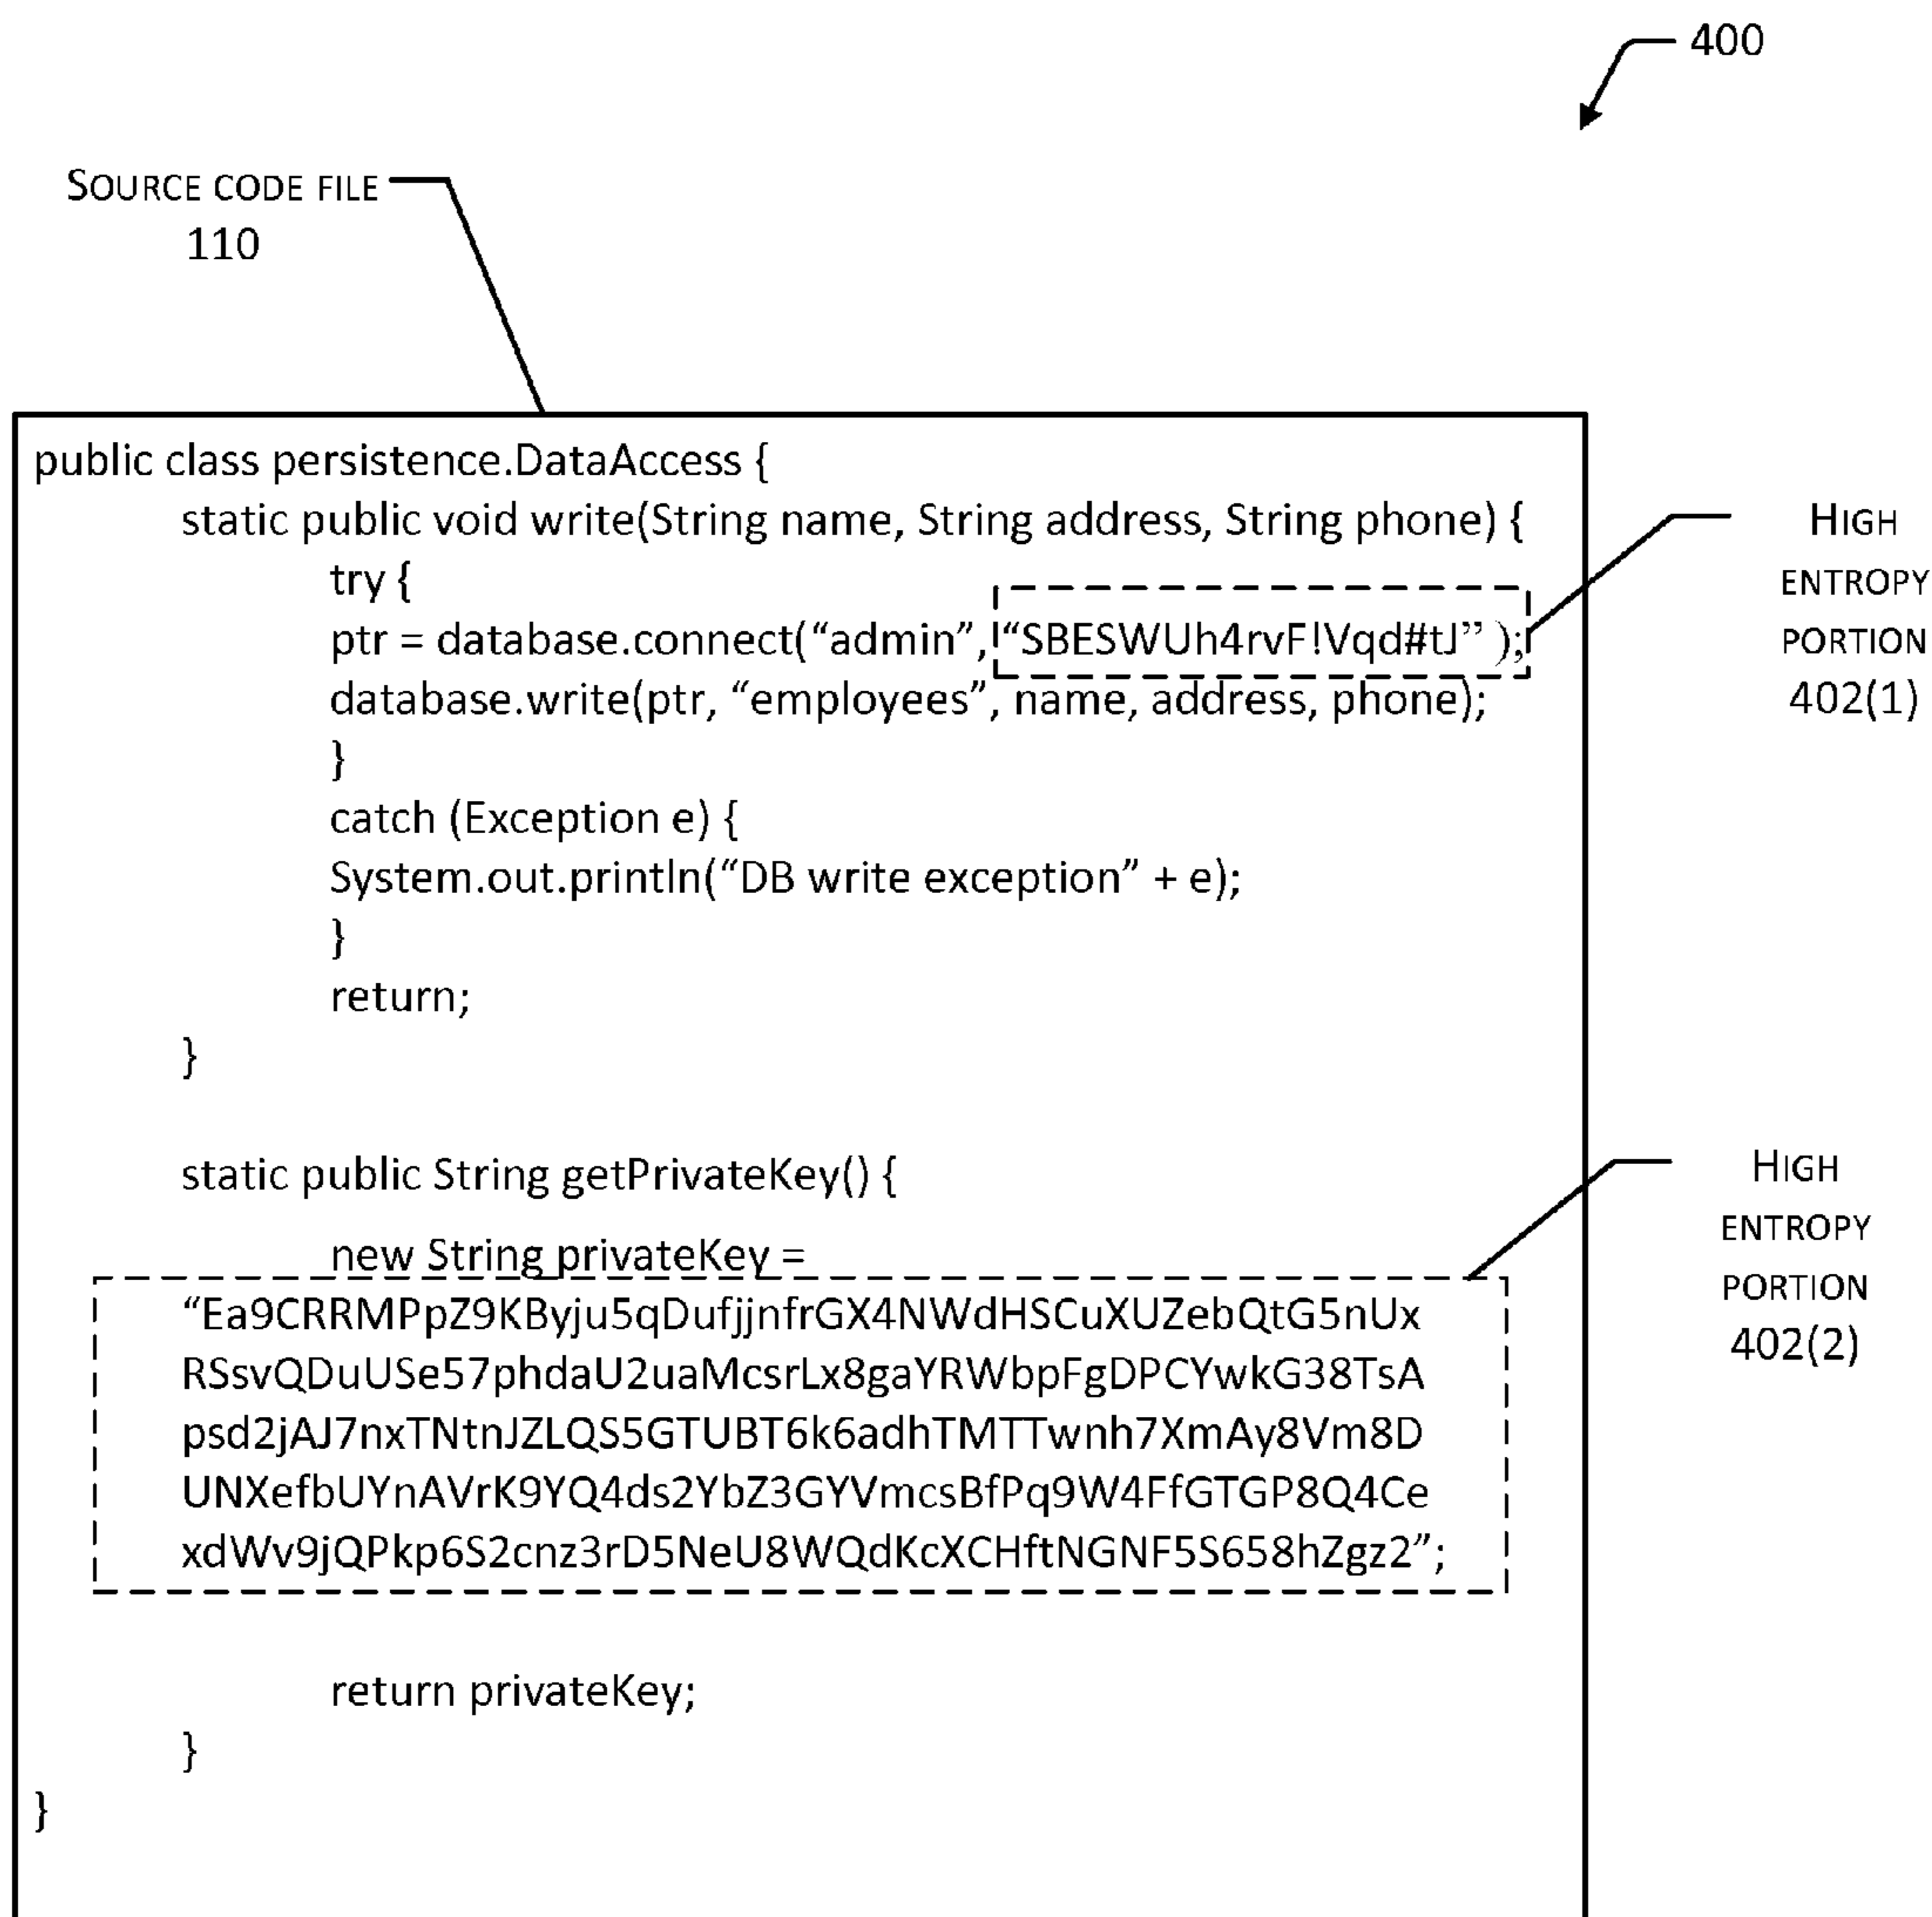 400
SOURCE CODE FILE
110
public class persistence.DataAccess {
static public void write(String name, String address, String phone) {
try {
ptr = database.connect(“admin”, “SBESWUh4rvF!Vqd#tJ” );
database.write(ptr, “employees”, name, address, phone);
}
catch (Exception e) {
System.out.println(“DB write exception” + e);
}
return;
}
static public String getPrivateKey() {
new String privateKey =
“Ea9CRRMPpZ9KByju5qDufjjnfrGX4NWdHSCuXUZebQtG5nUx
RSsvQDuUSe57phdaU2uaMcsrLx8gaYRWbpFgDPCYwkG38TsA
psd2jAJ7nxTNtnJZLQS5GTUBT6k6adhTMTTwnh7XmAy8Vm8D
UNXefbUYnAVrK9YQ4ds2YbZ3GYVmcsBfPq9W4FfGTGP8Q4Ce
xdWv9jQPkp6S2cnz3rD5NeU8WQdKcXCHftNGNF5S658hZgz2”;
return privateKey;
}
}
HIGH
ENTROPY
PORTION
402(1)
HIGH
ENTROPY
PORTION
402(2)